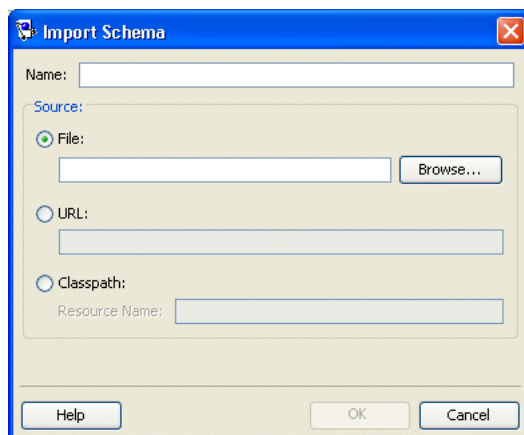 Import Schema
Name:
Source:
File:
Browse...
URL:
Classpath:
Resource Name:
Help OK Cancel